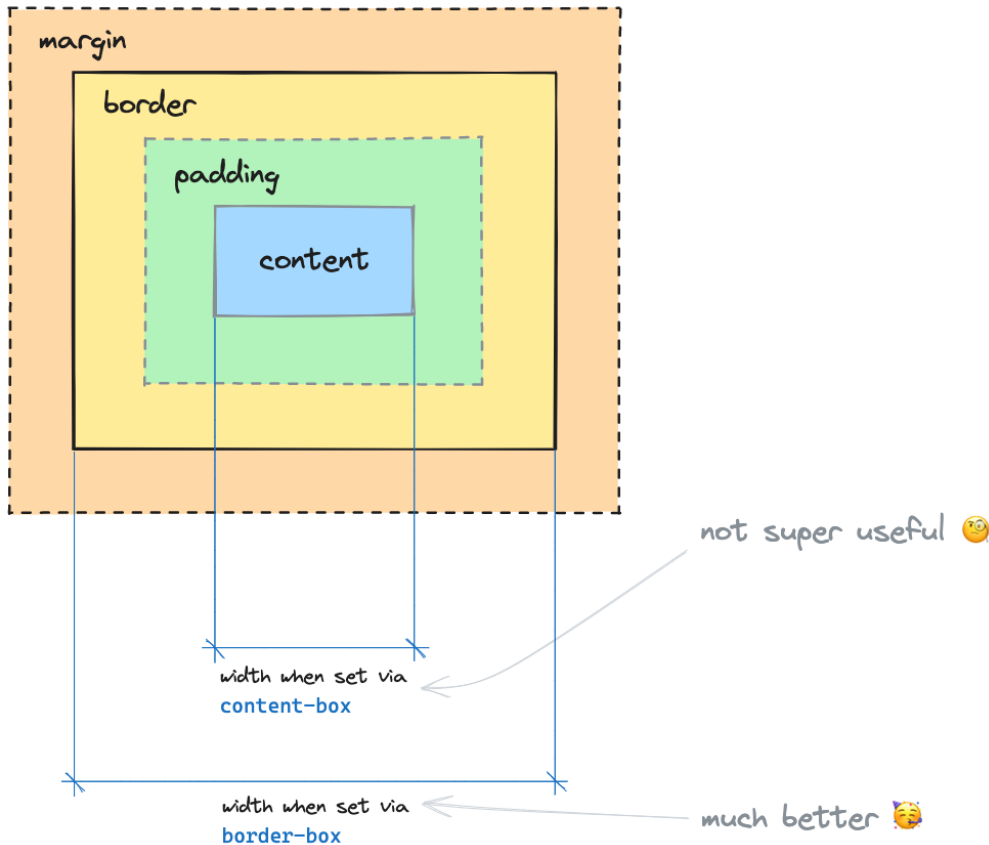 margin
border
padding
content
not super useful 🧐
width when set via
content-box
width when set via
border-box
much better 🥳